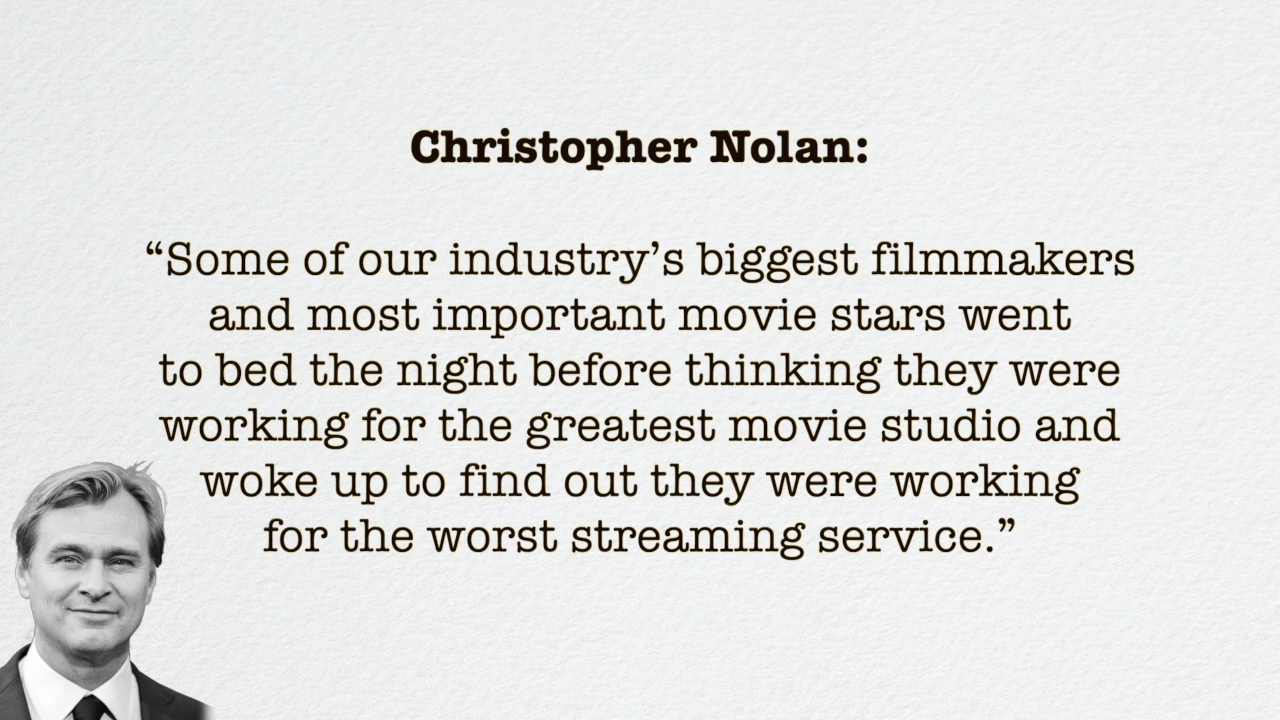 Christopher Nolan:
“Some of our industry’s biggest filmmakers
and most important movie stars went
to bed the night before thinking they were
working for the greatest movie studio and
woke up to find out they were working
for the worst streaming service.”